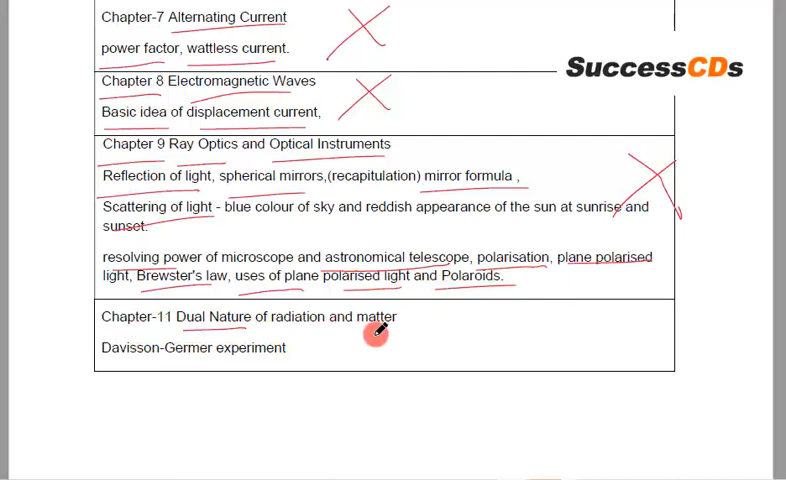 Chapter-7 Alternating Current
power factor, wattless current.
SuccessCDs
Chapter 8 Electromagnetic Waves
Basic idea of displacement current,
Chapter 9 Ray Optics and Optical Instruments
Reflection of light, spherical mirrors,(recapitulation) mirror formula ,
Scattering of light - blue colour of sky and reddish appearance of the sun at sunrise and
sunset.
resolving power of microscope and astronomical telescope, polarisation, plane polarised
light, Brewster's law, uses of plane polarised light and Polaroids.
Chapter-11 Dual Nature of radiation and matter
Davisson-Germer experiment